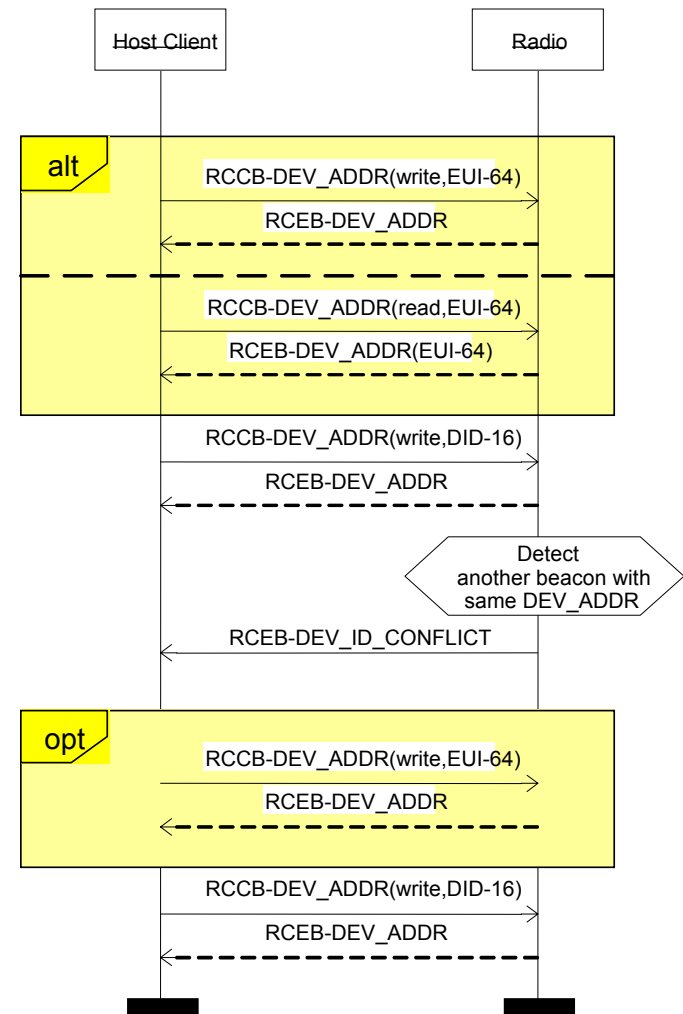 Host Client
Radio
alt
RCCB-DEV_ADDR(write,EUI-64)
RCEB-DEV_ADDR
RCCB-DEV_ADDR(read,EUI-64)
RCEB-DEV_ADDR(EUI-64)
RCCB-DEV_ADDR(write,DID-16)
RCEB-DEV_ADDR
Detect
another beacon with
same DEV_ADDR
RCEB-DEV_ID_CONFLICT
opt
RCCB-DEV_ADDR(write,EUI-64)
RCEB-DEV_ADDR
RCCB-DEV_ADDR(write,DID-16)
RCEB-DEV_ADDR